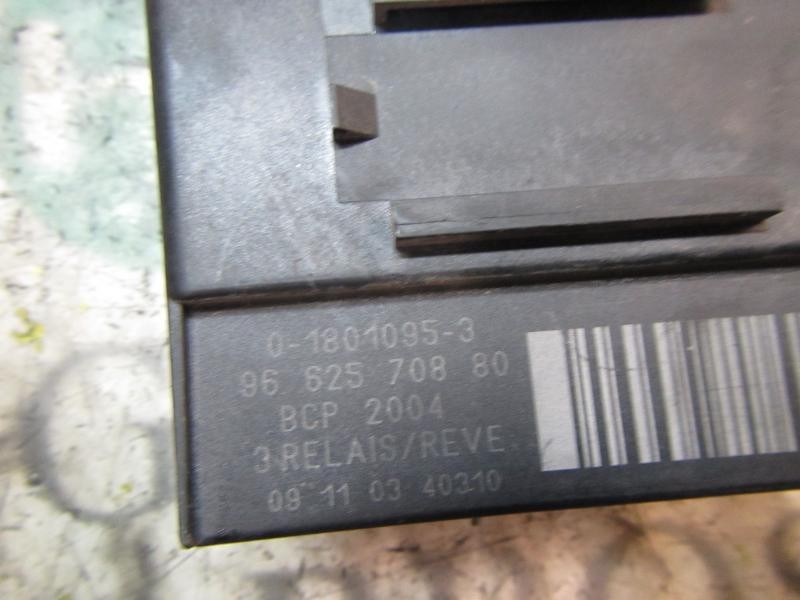 0-1801095-3
96 625 708 80
BCP 2004
3 RELAIS/REVE
09 11 03 40310